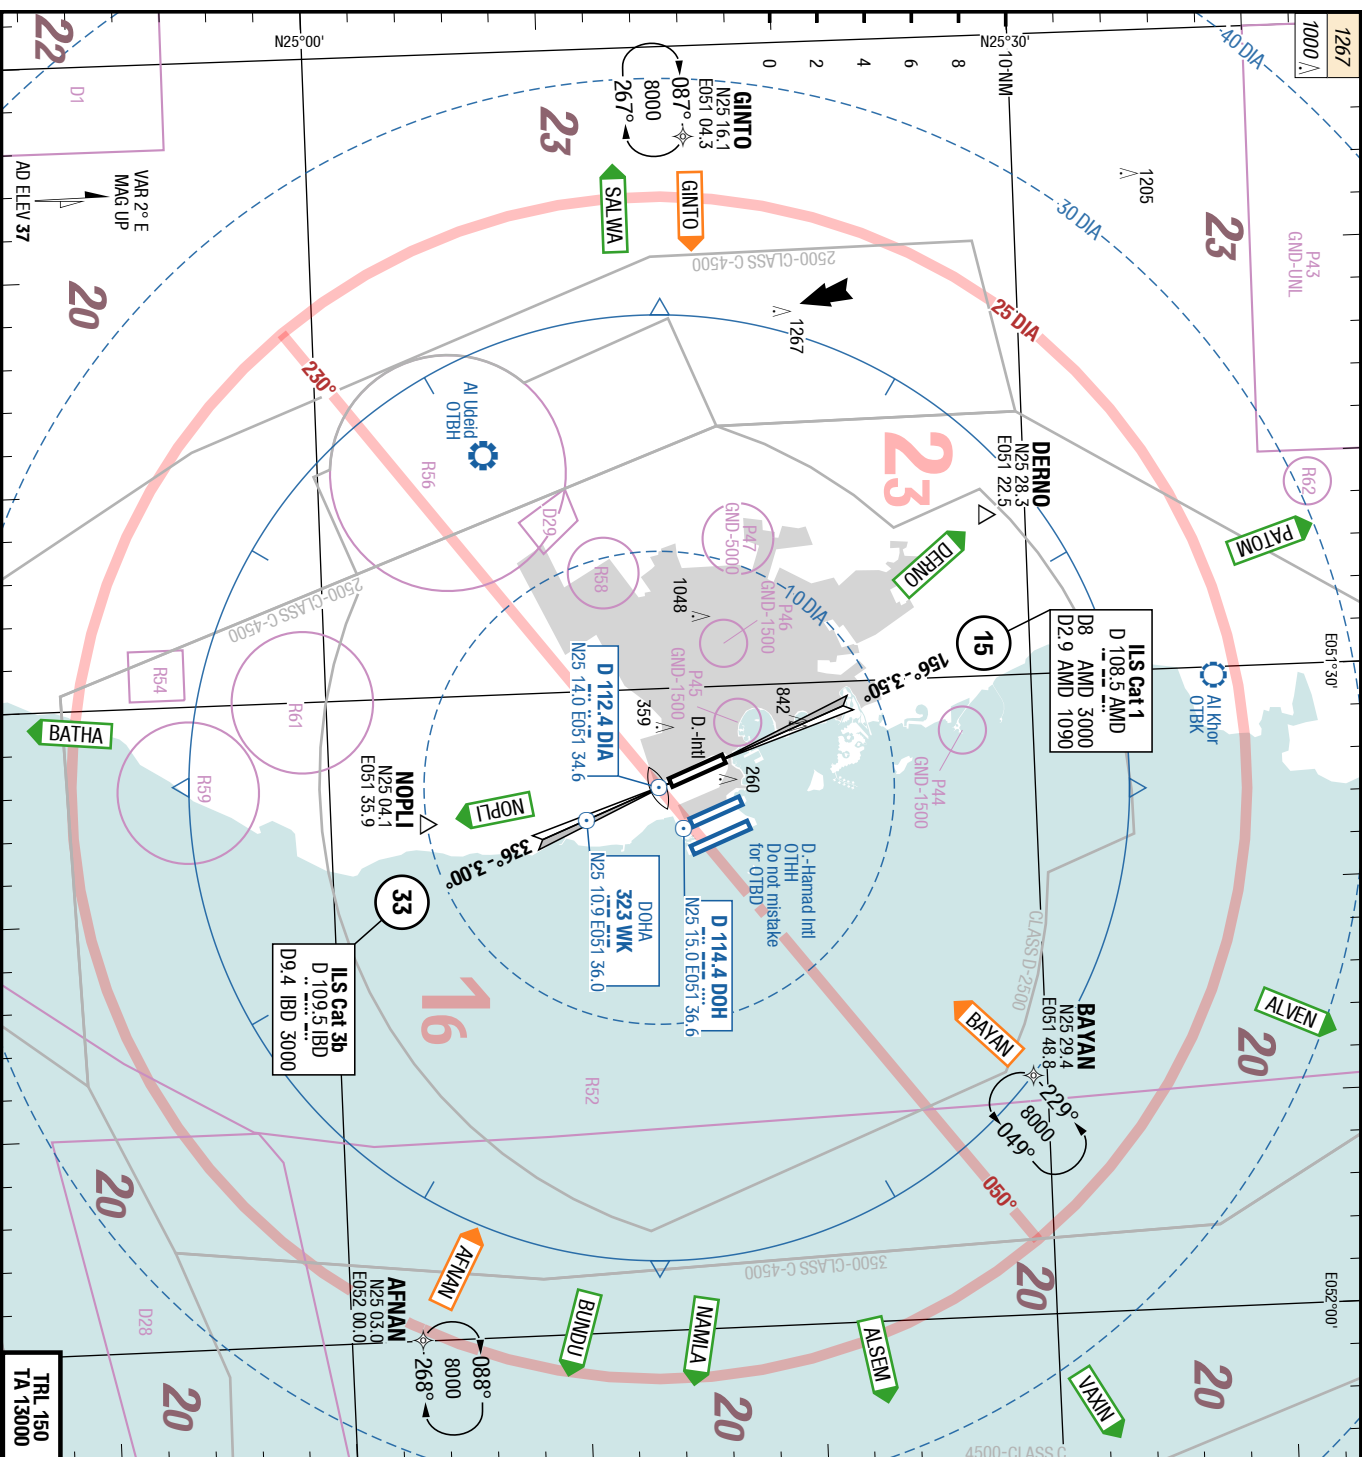 1267
1000
40 DIA
30 DIA
25 DIA
10 DIA
N25°00'
N25°30'
E051°30'
E052°00'
0 2 4 6 8 10 NM
22
D1
VAR 2° E
MAG UP
AD ELEV 37
20
23
GINTO
N25 16.1
E051 04.3
087°
8000
267°
SALWA
GINTO
2500-CLASS C-4500
1267
1205
23
P43
GND-UNL
R62
PATOM
230°
Al Udeid
OTBH
R56
D29
R58
P47
GND-5000
P46
GND-1500
P45
GND-1500
1048
842
359
260
23
DERNO
N25 28.3
E051 22.5
DERNO
15
156°-3.50°
ILS Cat 1
D 108.5 AMD
D8 AMD 3000
D2.9 AMD 1090
Al Khor
OTBK
P44
GND-1500
2500-CLASS C-4500
R54
R61
R59
BATHA
NOPLI
N25 04.1
E051 35.9
NOPLI
336°-3.00°
33
ILS Cat 3b
D 109.5 IBD
D9.4 IBD 3000
D 112.4 DIA
N25 14.0 E051 34.6
D.-Intl
DOHA
323 WK
N25 10.9 E051 36.0
D 114.4 DOH
N25 15.0 E051 36.6
D.-Hamad Intl
OTHH
Do not mistake
for OTBD
16
R52
CLASS D-2500
BAYAN
N25 29.4
E051 48.8
BAYAN
229°
8000
049°
ALVEN
20
050°
20
3500-CLASS C-4500
20
D28
20
AFNAN
AFNAN
N25 03.0
E052 00.0
088°
8000
268°
BUNDU
NAMLA
ALSEM
VAXIN
20
20
4500-CLASS C
TRL 150
TA 13000